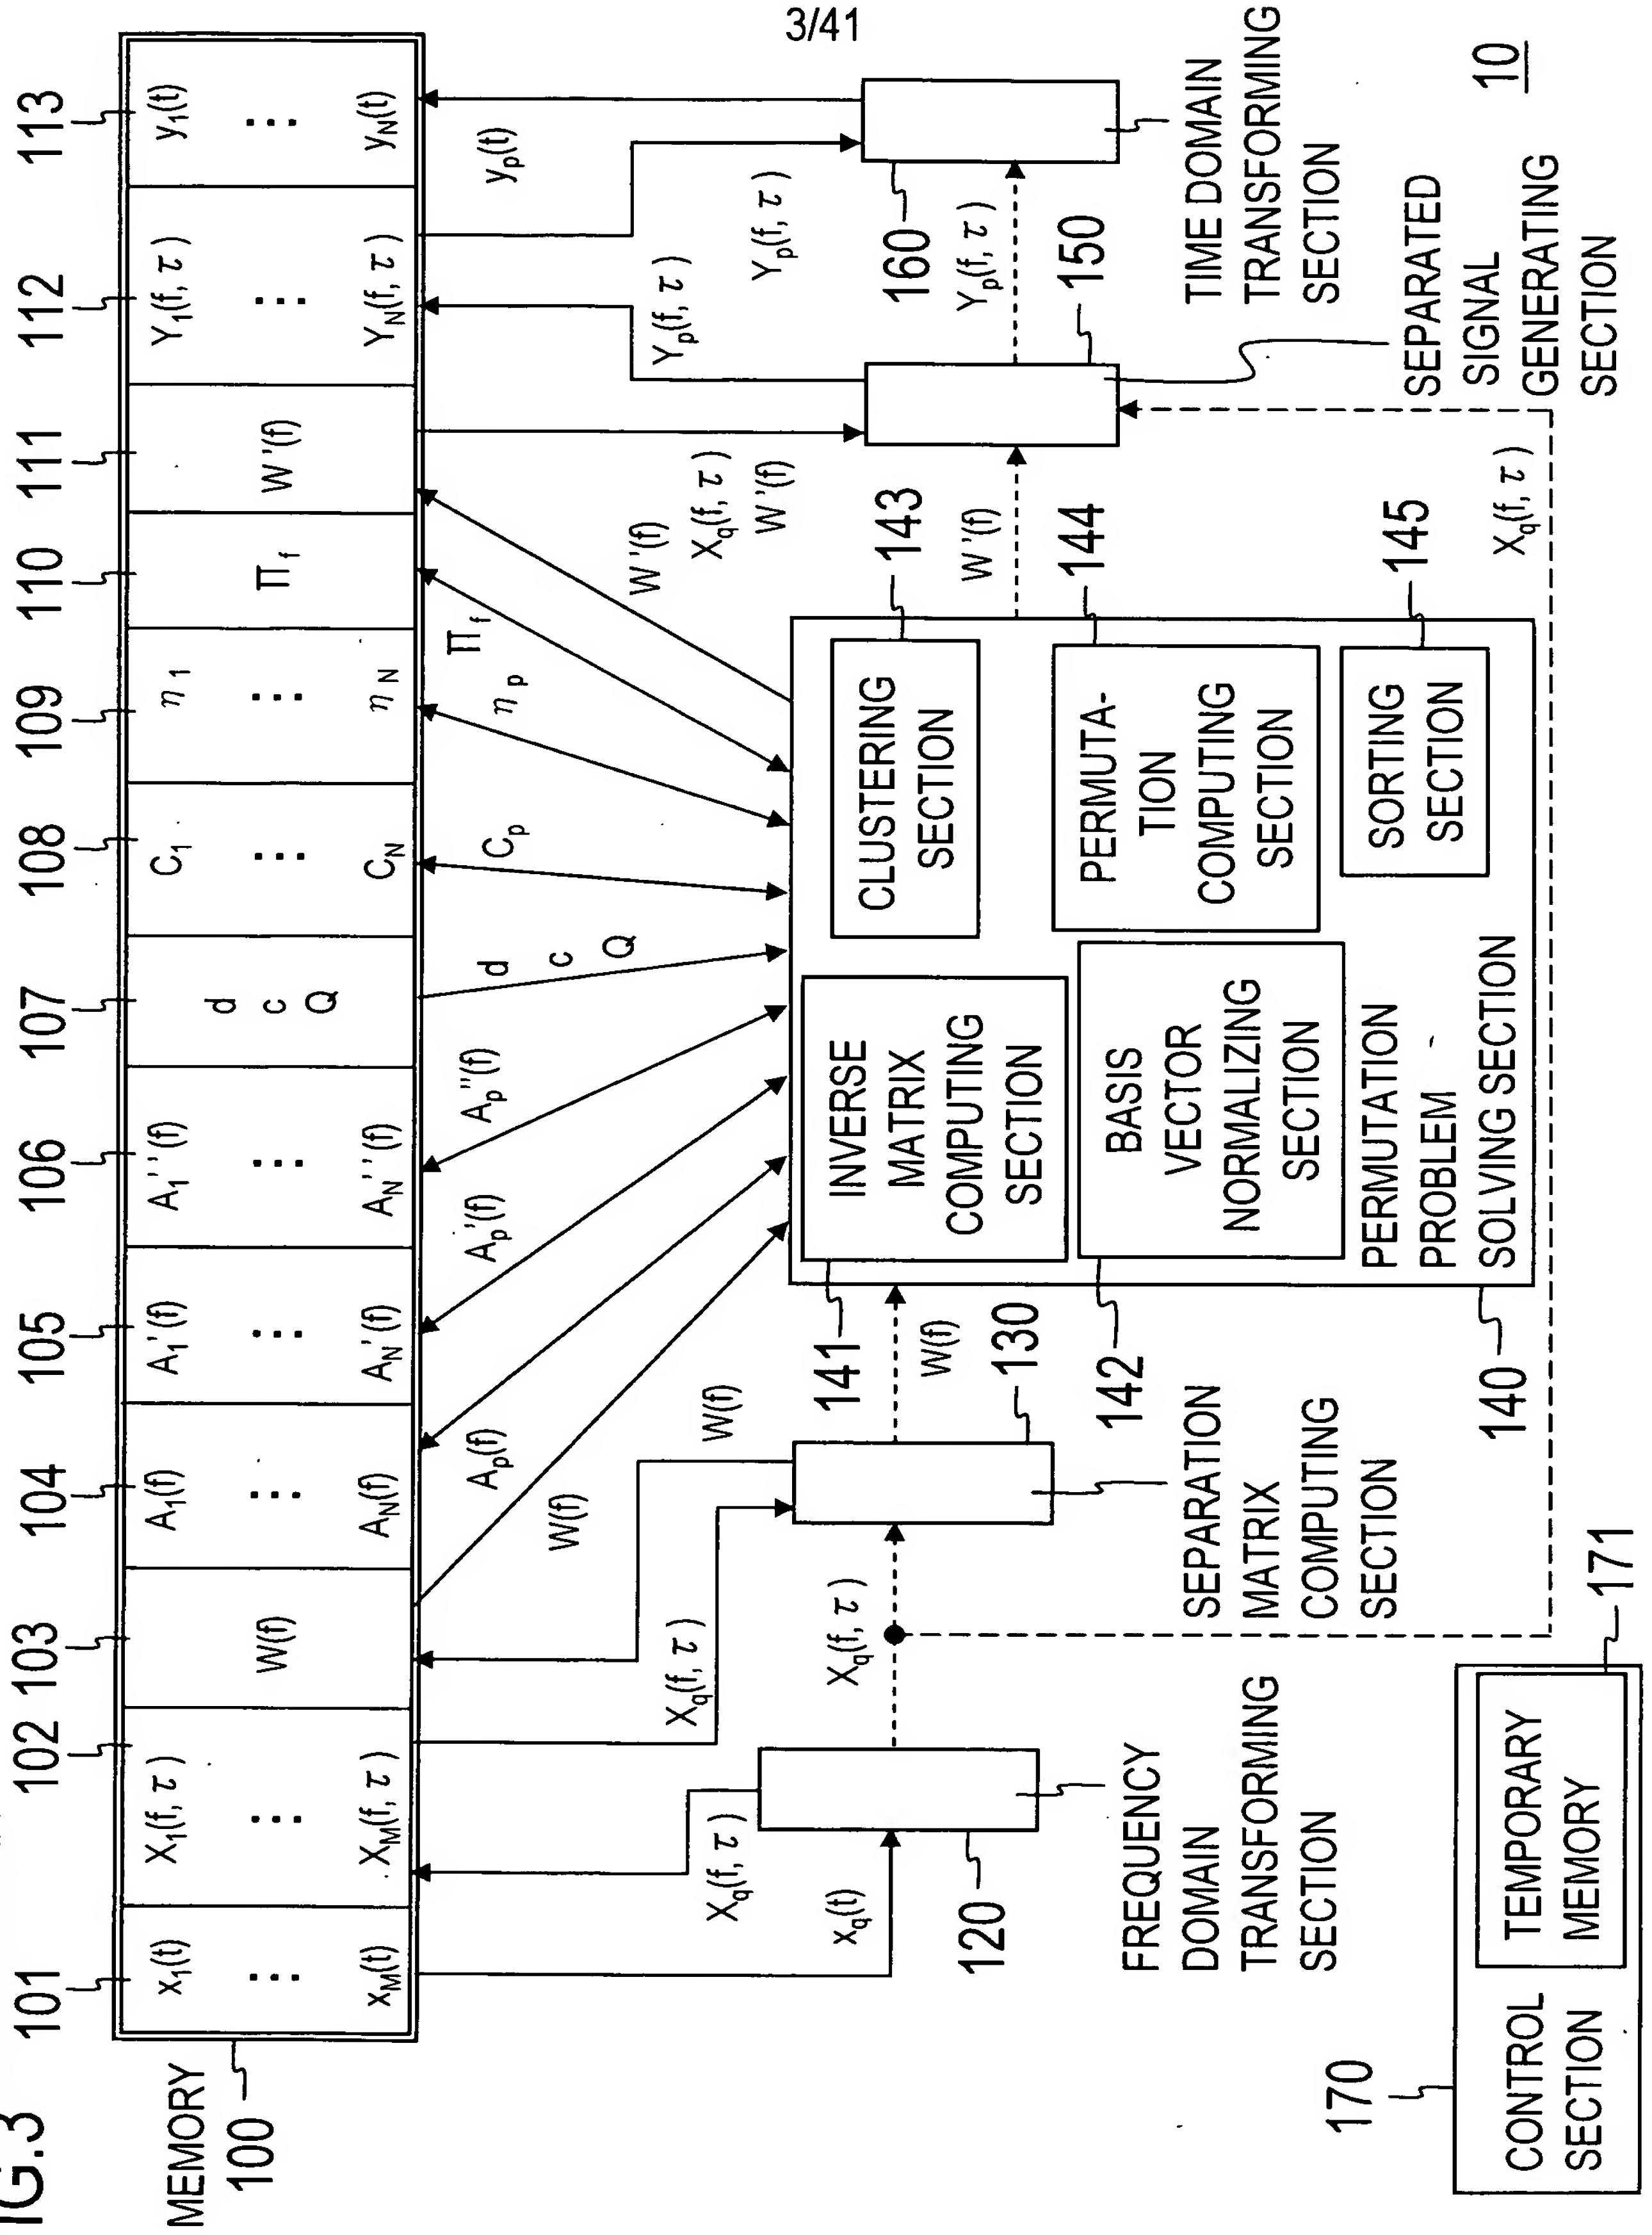 3/41
IG.3
MEMORY
100
101
102
103
104
105
106
107
108
109
110
111
112
113
x1(t)
⋮
xM(t)
X1(f, τ)
⋮
XM(f, τ)
W(f)
A1(f)
⋮
AN(f)
A1'(f)
⋮
AN'(f)
A1'''(f)
⋮
AN'''(f)
d
c
Q
C1
⋮
CN
η1
⋮
ηN
Πf
W'(f)
Y1(f, τ)
⋮
YN(f, τ)
y1(t)
⋮
yN(t)
xq(t)
Xq(f, τ)
Xq(f, τ)
W(f)
W(f)
Ap(f)
Ap'(f)
Ap''(f)
d
c
Q
Cp
ηp
Πf
W'(f)
Xq(f, τ)
W'(f)
Yp(f, τ)
Yp(f, τ)
yp(t)
120
FREQUENCY
DOMAIN
TRANSFORMING
SECTION
Xq(f, τ)
130
SEPARATION
MATRIX
COMPUTING
SECTION
W(f)
141
INVERSE
MATRIX
COMPUTING
SECTION
143
CLUSTERING
SECTION
142
BASIS
VECTOR
NORMALIZING
SECTION
144
PERMUTA-
TION
COMPUTING
SECTION
145
SORTING
SECTION
140
PERMUTATION
PROBLEM
SOLVING SECTION
W'(f)
Xq(f, τ)
150
SEPARATED
SIGNAL
GENERATING
SECTION
Yp(f, τ)
160
TIME DOMAIN
TRANSFORMING
SECTION
10
170
CONTROL
SECTION
171
TEMPORARY
MEMORY